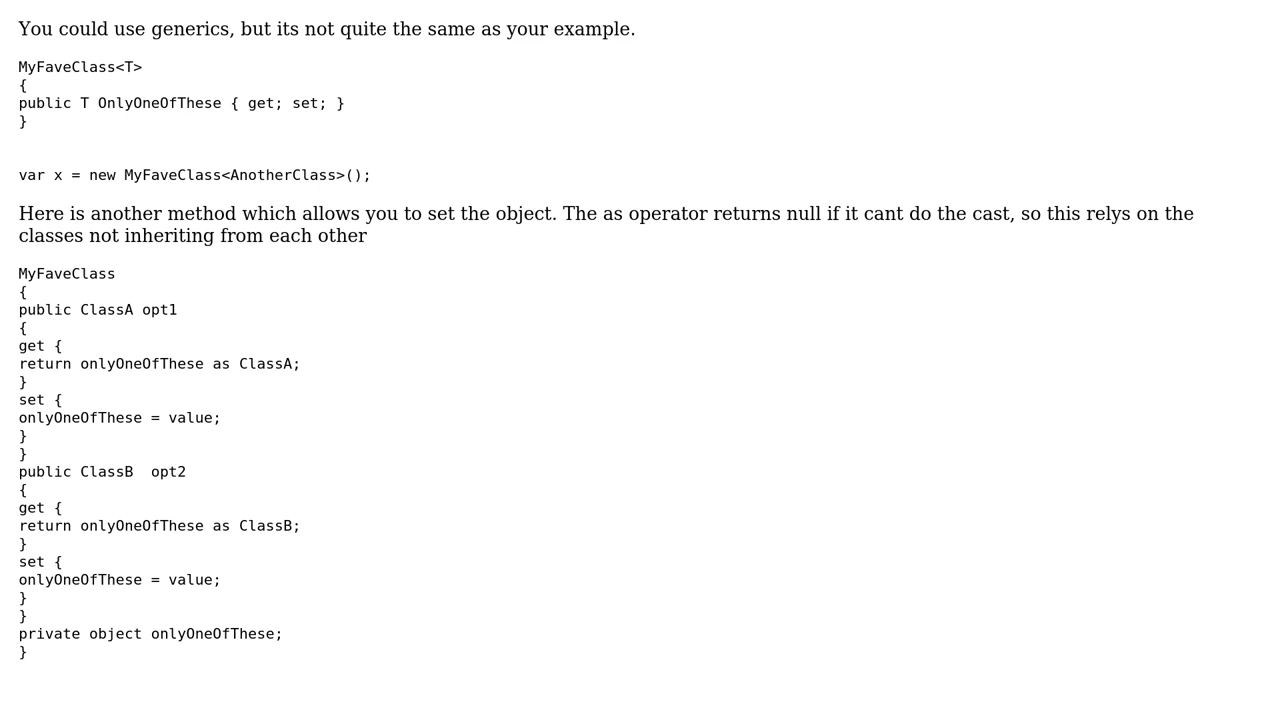 You could use generics, but its not quite the same as your example.
MyFaveClass<T>
{
public T OnlyOneOfThese { get; set; }
}
var x = new MyFaveClass<AnotherClass>();
Here is another method which allows you to set the object. The as operator returns null if it cant do the cast, so this relys on the
classes not inheriting from each other
MyFaveClass
{
public ClassA opt1
{
get {
return onlyOneOfThese as ClassA;
}
set {
onlyOneOfThese = value;
}
}
public ClassB  opt2
{
get {
return onlyOneOfThese as ClassB;
}
set {
onlyOneOfThese = value;
}
}
private object onlyOneOfThese;
}